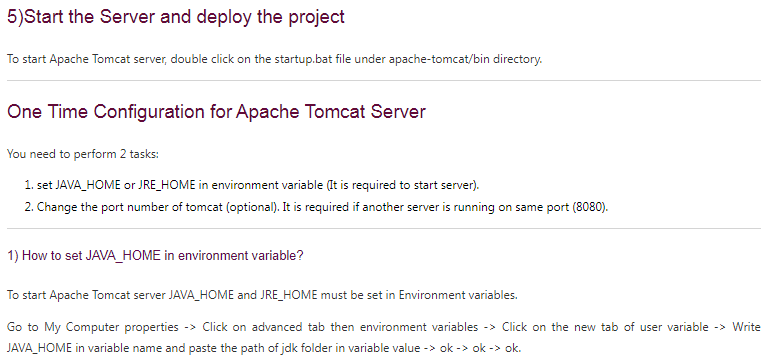 5)Start the Server and deploy the project
To start Apache Tomcat server, double click on the startup.bat file under apache-tomcat/bin directory.
One Time Configuration for Apache Tomcat Server
You need to perform 2 tasks:
1. set JAVA_HOME or JRE_HOME in environment variable (It is required to start server).
2. Change the port number of tomcat (optional). It is required if another server is running on same port (8080).
1) How to set JAVA_HOME in environment variable?
To start Apache Tomcat server JAVA_HOME and JRE_HOME must be set in Environment variables.
Go to My Computer properties -> Click on advanced tab then environment variables -> Click on the new tab of user variable -> Write
JAVA_HOME in variable name and paste the path of jdk folder in variable value -> ok -> ok -> ok.